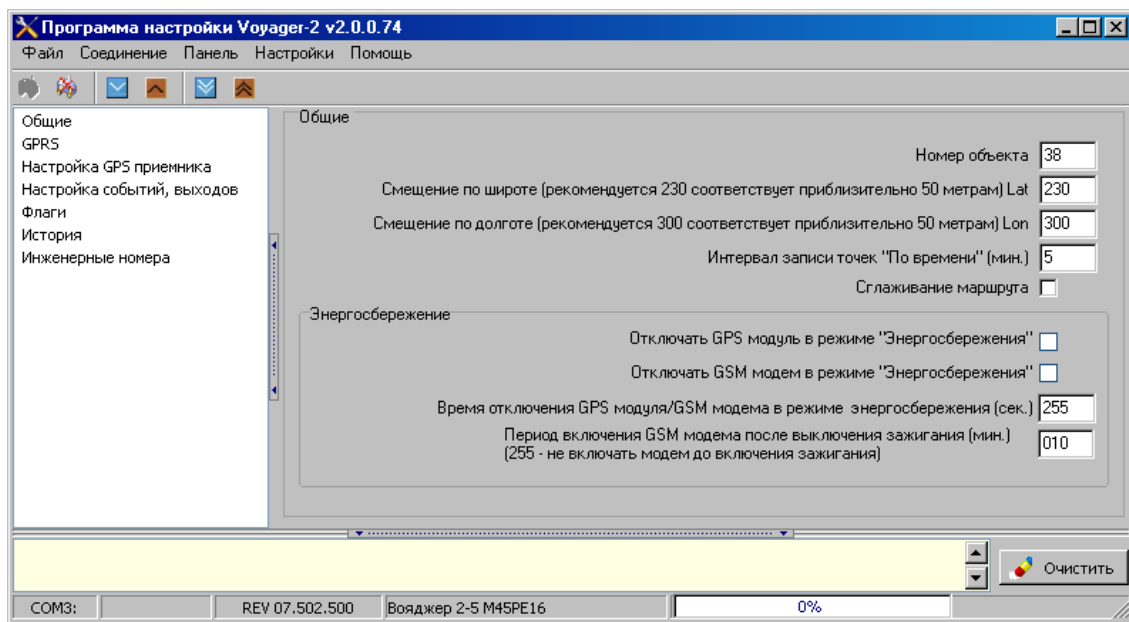 Программа настройки Voyager-2 v2.0.0.74
Файл Соединение Панель Настройки Помощь
Общие
GPRS
Настройка GPS приемника
Настройка событий, выходов
Флаги
История
Инженерные номера
Общие
Номер объекта 38
Смещение по широте (рекомендуется 230 соответствует приблизительно 50 метрам) Lat 230
Смещение по долготе (рекомендуется 300 соответствует приблизительно 50 метрам) Lon 300
Интервал записи точек "По времени" (мин.) 5
Сглаживание маршрута
Энергосбережение
Отключать GPS модуль в режиме "Энергосбережения"
Отключать GSM модем в режиме "Энергосбережения"
Время отключения GPS модуля/GSM модема в режиме энергосбережения (сек.) 255
Период включения GSM модема после выключения зажигания (мин.)
(255 - не включать модем до включения зажигания) 010
Очистить
COM3: REV 07.502.500 Вояджер 2-5 M45PE16 0%